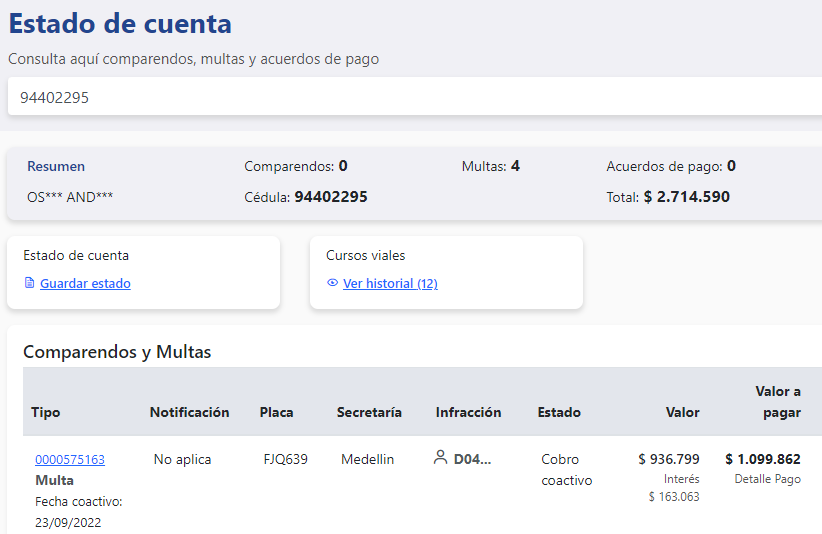 Estado de cuenta
Consulta aquí comparendos, multas y acuerdos de pago
94402295
Resumen Comparendos: 0 Multas: 4 Acuerdos de pago: 0
OS*** AND*** Cédula: 94402295 Total: $ 2.714.590
Estado de cuenta Cursos viales
Guardar estado Ver historial (12)
Comparendos y Multas
Tipo Notificación Placa Secretaría Infracción Estado Valor Valor a pagar
0000575163 No aplica FJQ639 Medellin D04... Cobro coactivo $ 936.799 $ 1.099.862
Multa Interés Detalle Pago
Fecha coactivo: $ 163.063
23/09/2022